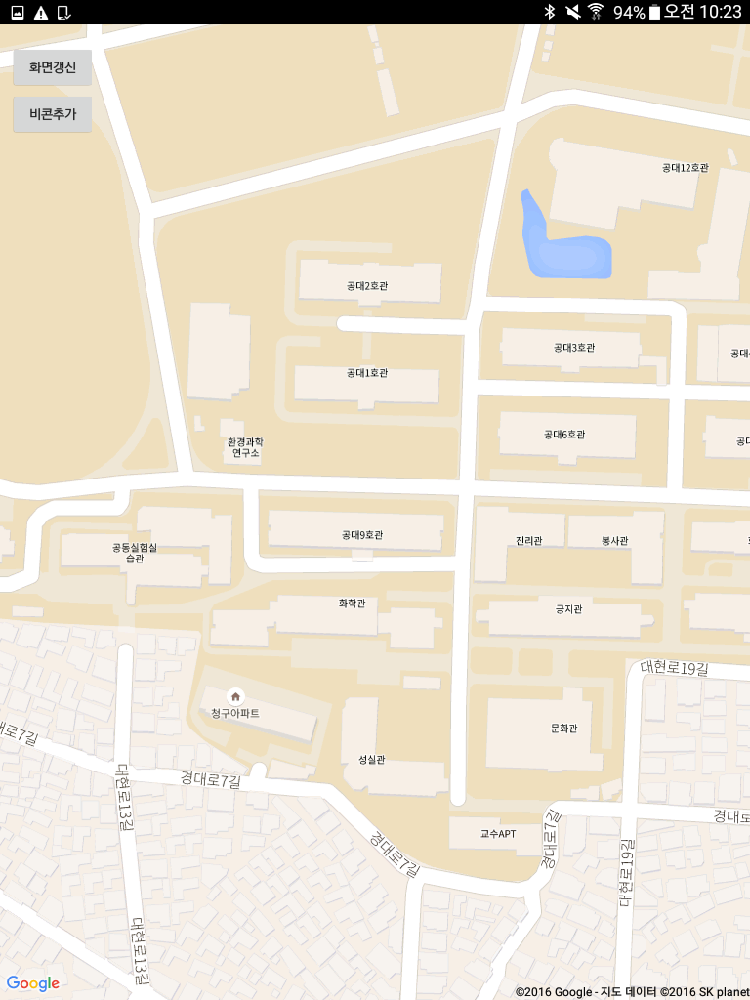 94% 오전 10:23
화면갱신
비콘추가
공대12호관
공대2호관
공대3호관
공대1호관
공대6호관
환경과학
연구소
공대9호관
진리관
봉사관
공동실험실
습관
화학관
긍지관
대현로19길
청구아파트
문화관
성실관
경대로7길
대현로13길
경대로7길
교수APT
경대로7길
대현로19길
대현로13길
Google
©2016 Google - 지도 데이터 ©2016 SK planet